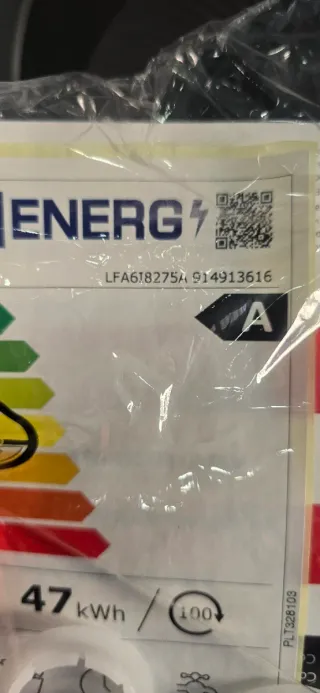 ENERG
LFA6I8275A 914913616
A
47 kWh / 100
PLT328103